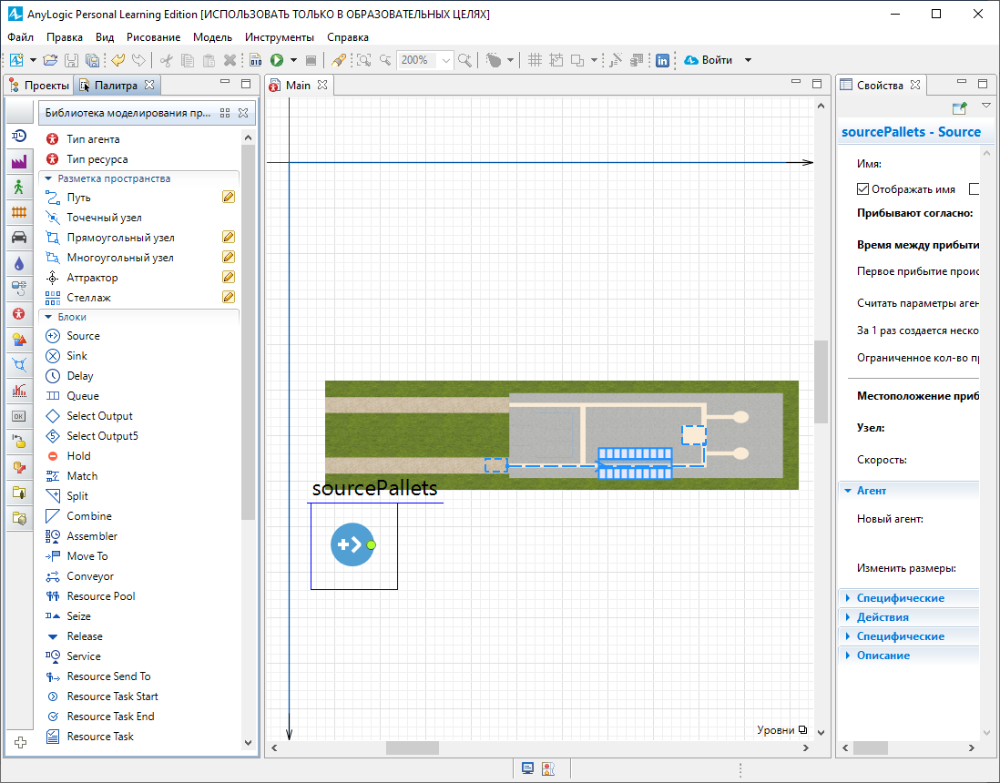 AnyLogic Personal Learning Edition [ИСПОЛЬЗОВАТЬ ТОЛЬКО В ОБРАЗОВАТЕЛЬНЫХ ЦЕЛЯХ]
Файл Правка Вид Рисование Модель Инструменты Справка
200% Войти
Проекты Палитра
Библиотека моделирования пр...
Тип агента
Тип ресурса
Разметка пространства
Путь
Точечный узел
Прямоугольный узел
Многоугольный узел
Аттрактор
Стеллаж
Блоки
Source
Sink
Delay
Queue
Select Output
Select Output5
Hold
Match
Split
Combine
Assembler
Move To
Conveyor
Resource Pool
Seize
Release
Service
Resource Send To
Resource Task Start
Resource Task End
Resource Task
Main
sourcePallets
Уровни
Свойства
sourcePallets - Source
Имя:
Отображать имя
Прибывают согласно:
Время между прибыти
Первое прибытие проис
Считать параметры аген
За 1 раз создается неско
Ограниченное кол-во пр
Местоположение приб
Узел:
Скорость:
Агент
Новый агент:
Изменить размеры:
Специфические
Действия
Специфические
Описание